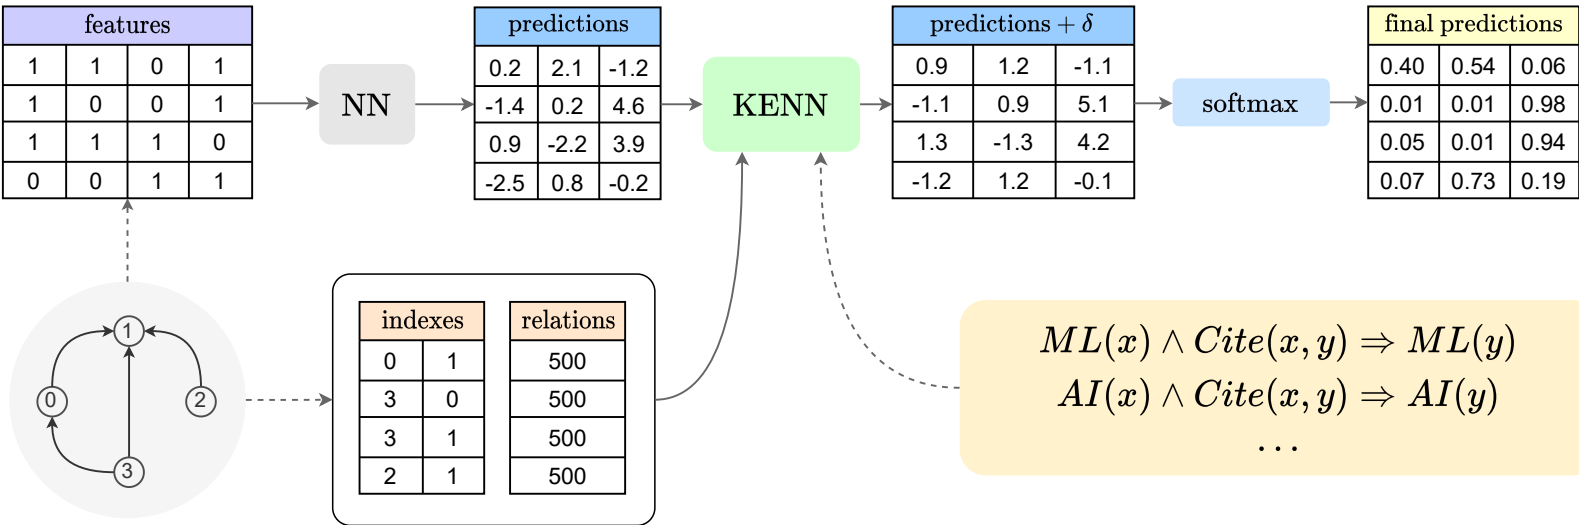 features
1 1 0 1
1 0 0 1
1 1 1 0
0 0 1 1
NN
predictions
0.2 2.1 -1.2
-1.4 0.2 4.6
0.9 -2.2 3.9
-2.5 0.8 -0.2
KENN
predictions + δ
0.9 1.2 -1.1
-1.1 0.9 5.1
1.3 -1.3 4.2
-1.2 1.2 -0.1
softmax
final predictions
0.40 0.54 0.06
0.01 0.01 0.98
0.05 0.01 0.94
0.07 0.73 0.19
1
0
2
3
indexes
0 1
3 0
3 1
2 1
relations
500
500
500
500
ML(x) ∧ Cite(x, y) ⇒ ML(y)
AI(x) ∧ Cite(x, y) ⇒ AI(y)
...